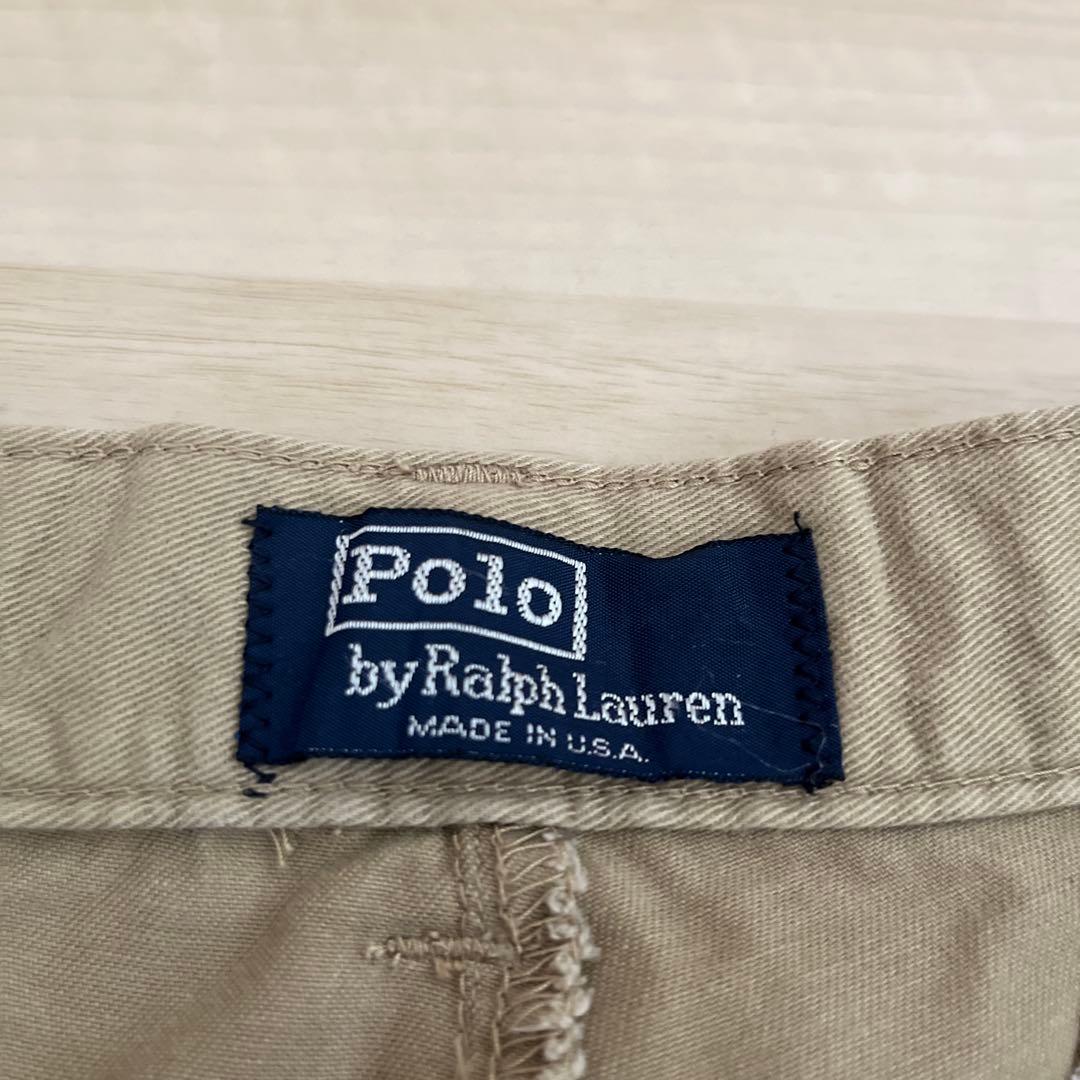 Polo
by Ralph Lauren
MADE IN U.S.A.